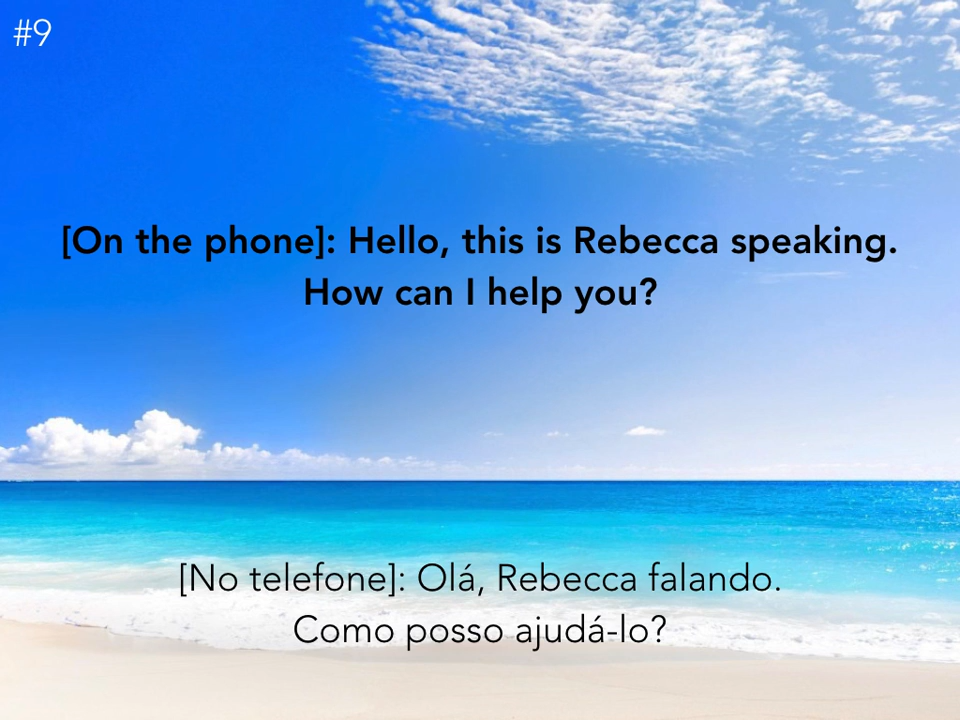 #9
[On the phone]: Hello, this is Rebecca speaking.
How can I help you?
[No telefone]: Olá, Rebecca falando.
Como posso ajudá-lo?